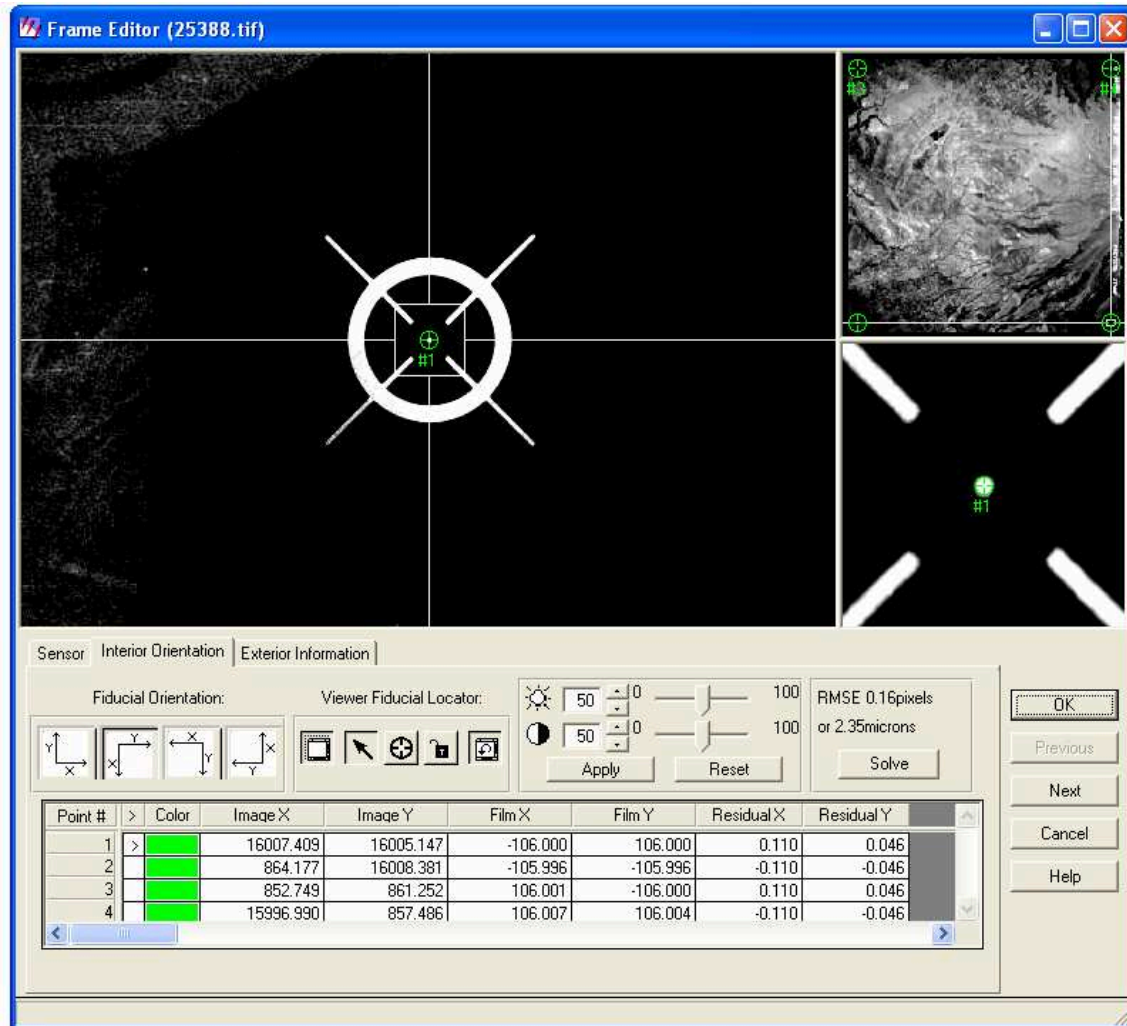 Frame Editor (25388.tif)
#3
#4
#1
#1
Sensor Interior Orientation Exterior Information
Fiducial Orientation:
Viewer Fiducial Locator:
Y X
Y X
X Y
X Y
50 0 100
50 0 100
Apply Reset
RMSE 0.16pixels
or 2.35microns
Solve
OK
Previous
Next
Cancel
Help
Point # > Color Image X Image Y Film X Film Y Residual X Residual Y
1 > 16007.409 16005.147 -106.000 106.000 0.110 0.046
2 864.177 16008.381 -105.996 -105.996 -0.110 -0.046
3 852.749 861.252 106.001 -106.000 0.110 0.046
4 15996.990 857.486 106.007 106.004 -0.110 -0.046